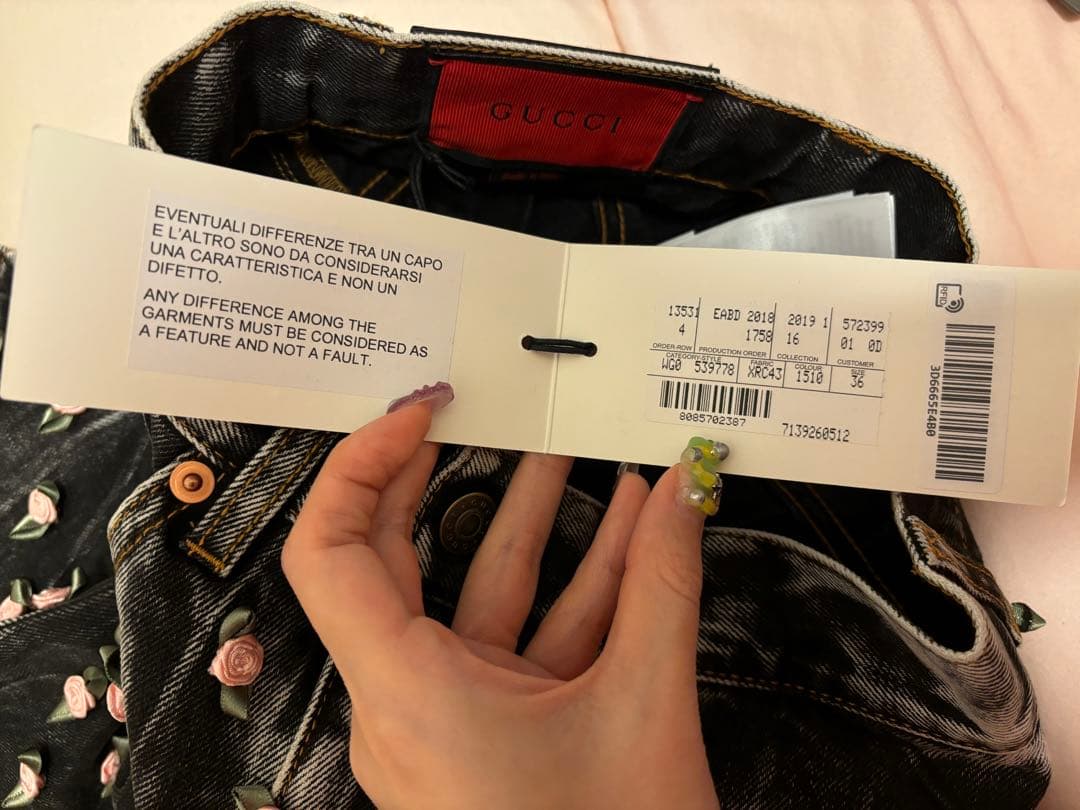 GUCCI
EVENTUALI DIFFERENZE TRA UN CAPO
E L'ALTRO SONO DA CONSIDERARSI
UNA CARATTERISTICA E NON UN
DIFETTO.
ANY DIFFERENCE AMONG THE
GARMENTS MUST BE CONSIDERED AS
A FEATURE AND NOT A FAULT.
13531 EABD 2018 2019 1 572399
4 1758 16 01 0D
ORDER-ROW PRODUCTION ORDER COLLECTION CUSTOMER
CATEGORY-STYLE FABRIC COLOUR SIZE
WG0 539778 XRC43 1510 36
8085702387
7139260512
RFID
3D6665E4B0